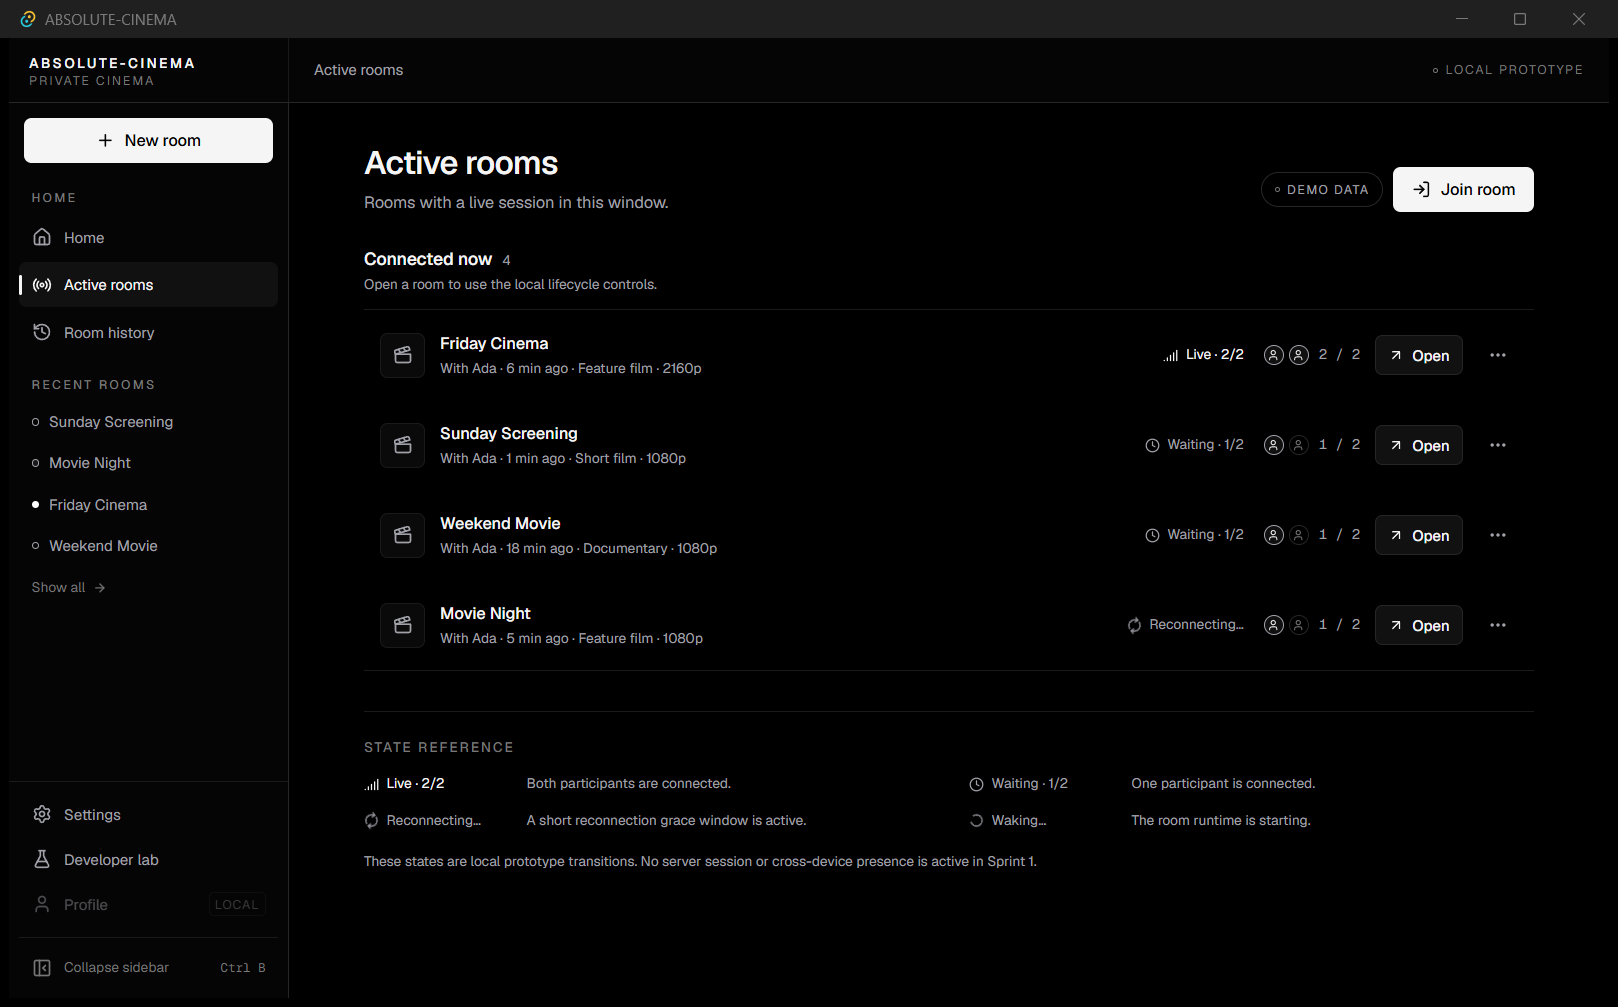 ABSOLUTE-CINEMA
ABSOLUTE-CINEMA
PRIVATE CINEMA
Active rooms
LOCAL PROTOTYPE
New room
HOME
Home
Active rooms
Room history
RECENT ROOMS
Sunday Screening
Movie Night
Friday Cinema
Weekend Movie
Show all →
Settings
Developer lab
Profile LOCAL
Collapse sidebar Ctrl B
Active rooms
Rooms with a live session in this window.
DEMO DATA
Join room
Connected now 4
Open a room to use the local lifecycle controls.
Friday Cinema
With Ada · 6 min ago · Feature film · 2160p
Live · 2/2 2 / 2 Open
Sunday Screening
With Ada · 1 min ago · Short film · 1080p
Waiting · 1/2 1 / 2 Open
Weekend Movie
With Ada · 18 min ago · Documentary · 1080p
Waiting · 1/2 1 / 2 Open
Movie Night
With Ada · 5 min ago · Feature film · 1080p
Reconnecting… 1 / 2 Open
STATE REFERENCE
Live · 2/2 Both participants are connected.
Waiting · 1/2 One participant is connected.
Reconnecting… A short reconnection grace window is active.
Waking… The room runtime is starting.
These states are local prototype transitions. No server session or cross-device presence is active in Sprint 1.